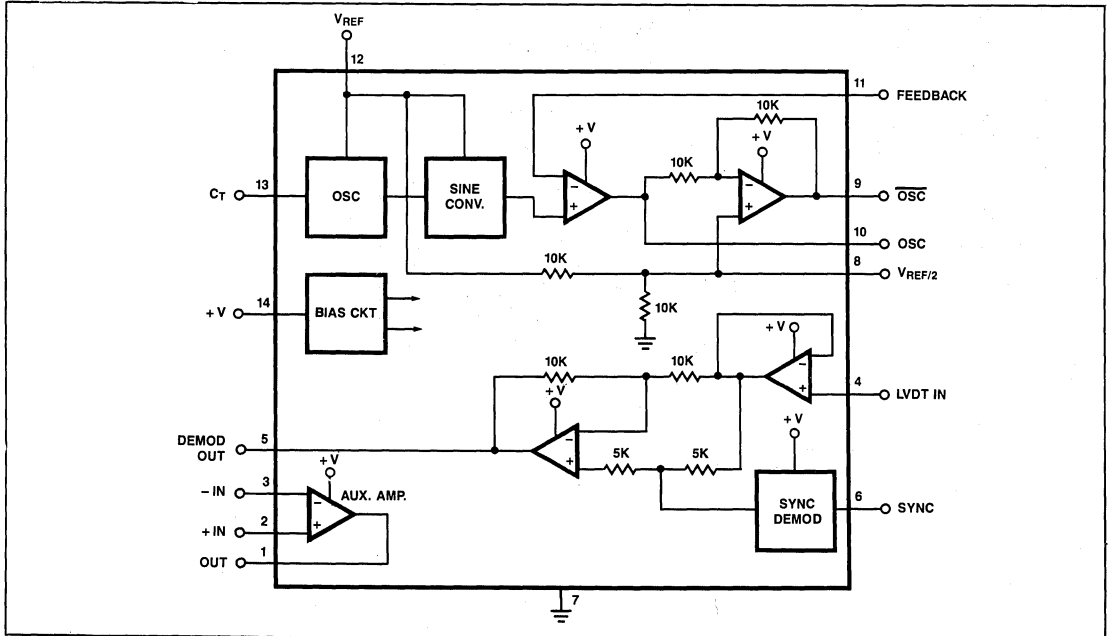 VREF
12
11
FEEDBACK
10K
+ V
+ V
10K
13
CT
OSC
SINE
CONV.
−
+
−
+
9
O̅S̅C̅
10
OSC
10K
8
VREF/2
14
+ V
BIAS CKT
10K
+ V
10K
10K
−
+
4
LVDT IN
+ V
+ V
DEMOD
OUT
5
−
+
5K
5K
+ V
− IN
3
AUX. AMP.
−
+
SYNC
DEMOD
6
SYNC
+ IN
2
OUT
1
7